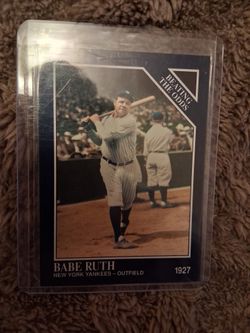 BEATING
THE ODDS
BABE RUTH
NEW YORK YANKEES – OUTFIELD
1927